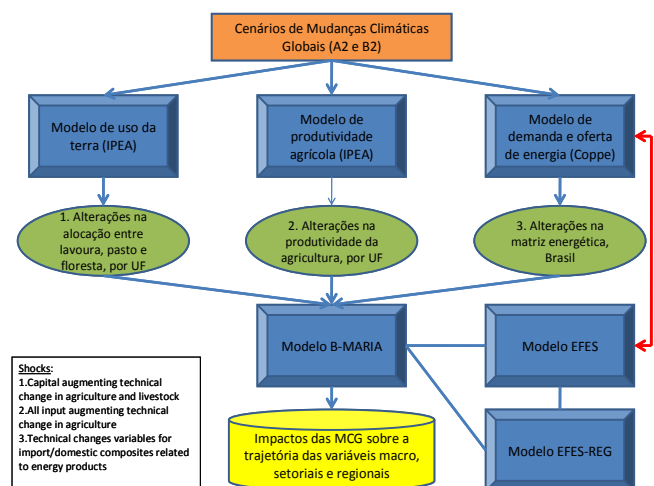 Cenários de Mudanças Climáticas
Globais (A2 e B2)
Modelo de uso da
terra (IPEA)
Modelo de
produtividade
agrícola (IPEA)
Modelo de
demanda e oferta
de energia (Coppe)
1. Alterações na
alocação entre
lavoura, pasto e
floresta, por UF
2. Alterações na
produtividade da
agricultura, por UF
3. Alterações na
matriz energética,
Brasil
Modelo B-MARIA
Modelo EFES
Shocks:
1.Capital augmenting technical
change in agriculture and livestock
2.All input augmenting technical
change in agriculture
3.Technical changes variables for
import/domestic composites related
to energy products
Impactos das MCG sobre a
trajetória das variáveis macro,
setoriais e regionais
Modelo EFES-REG